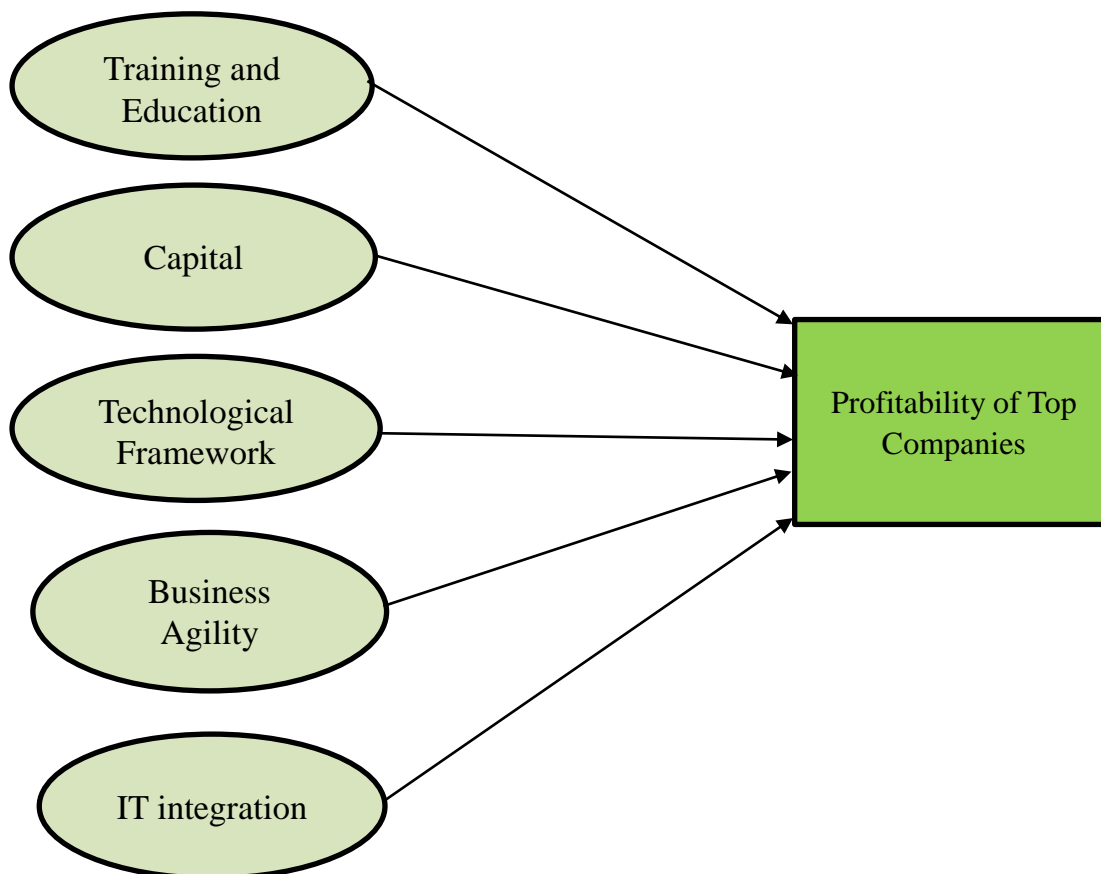 Training and
Education
Capital
Technological
Framework
Profitability of Top
Companies
Business
Agility
IT integration